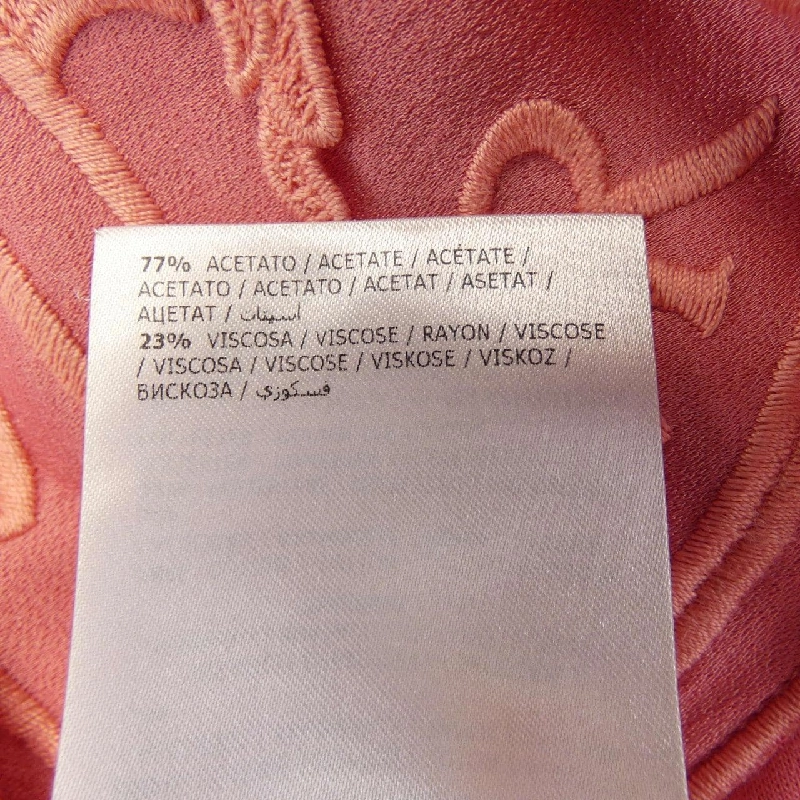 77% ACETATO / ACETATE / ACÉTATE /
ACETATO / ACETATO / ACETAT / ASETAT /
АЦЕТАТ / اسيتات
23% VISCOSA / VISCOSE / RAYON / VISCOSE
/ VISCOSA / VISCOSE / VISKOSE / VISKOZ /
ВИСКОЗА / فسكوزي